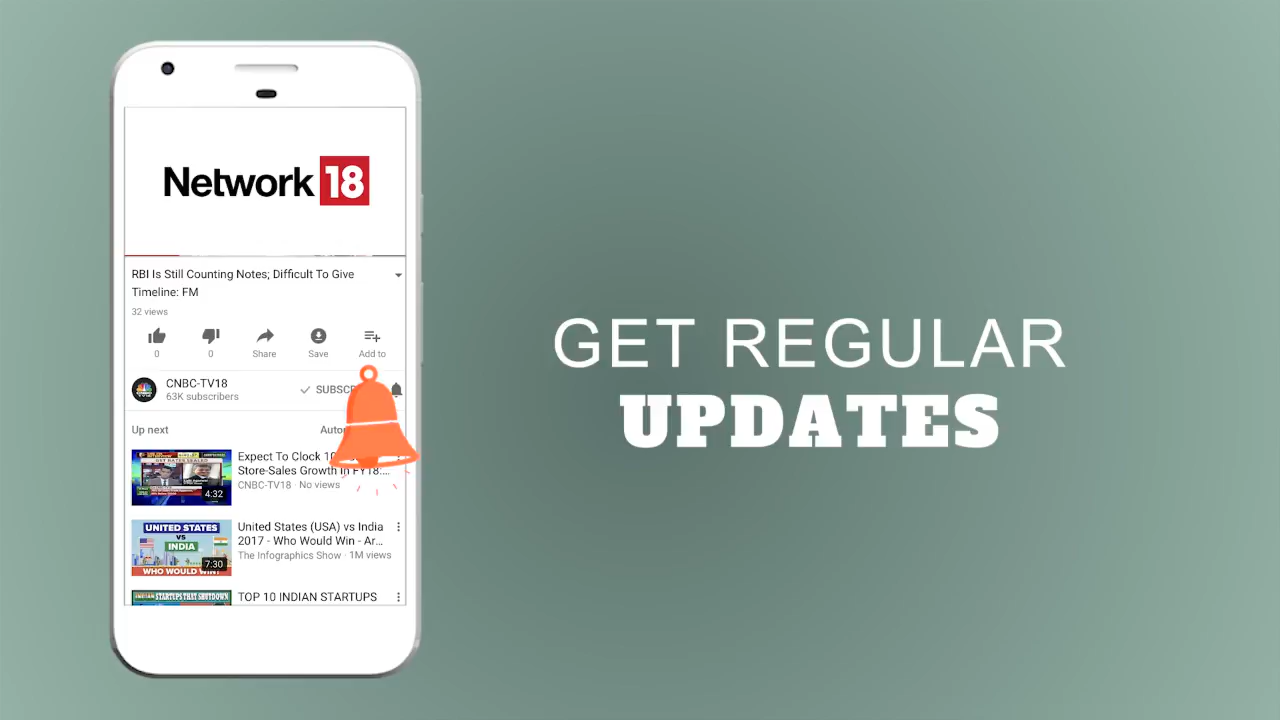 Network 18
RBI Is Still Counting Notes; Difficult To Give
Timeline: FM
32 views
0
0
Share
Save
Add to
CNBC-TV18
63K subscribers
SUBSC
Up next
Auto
Expect To Clock 10
Store-Sales Growth In FY18:...
CNBC-TV18 · No views
4:32
United States (USA) vs India
2017 - Who Would Win - Ar...
The Infographics Show · 1M views
UNITED STATES
VS
INDIA
WHO WOULD WIN?
7:30
INDIAN STARTUPS THAT SHUTDOWN
TOP 10 INDIAN STARTUPS
GET REGULAR
UPDATES